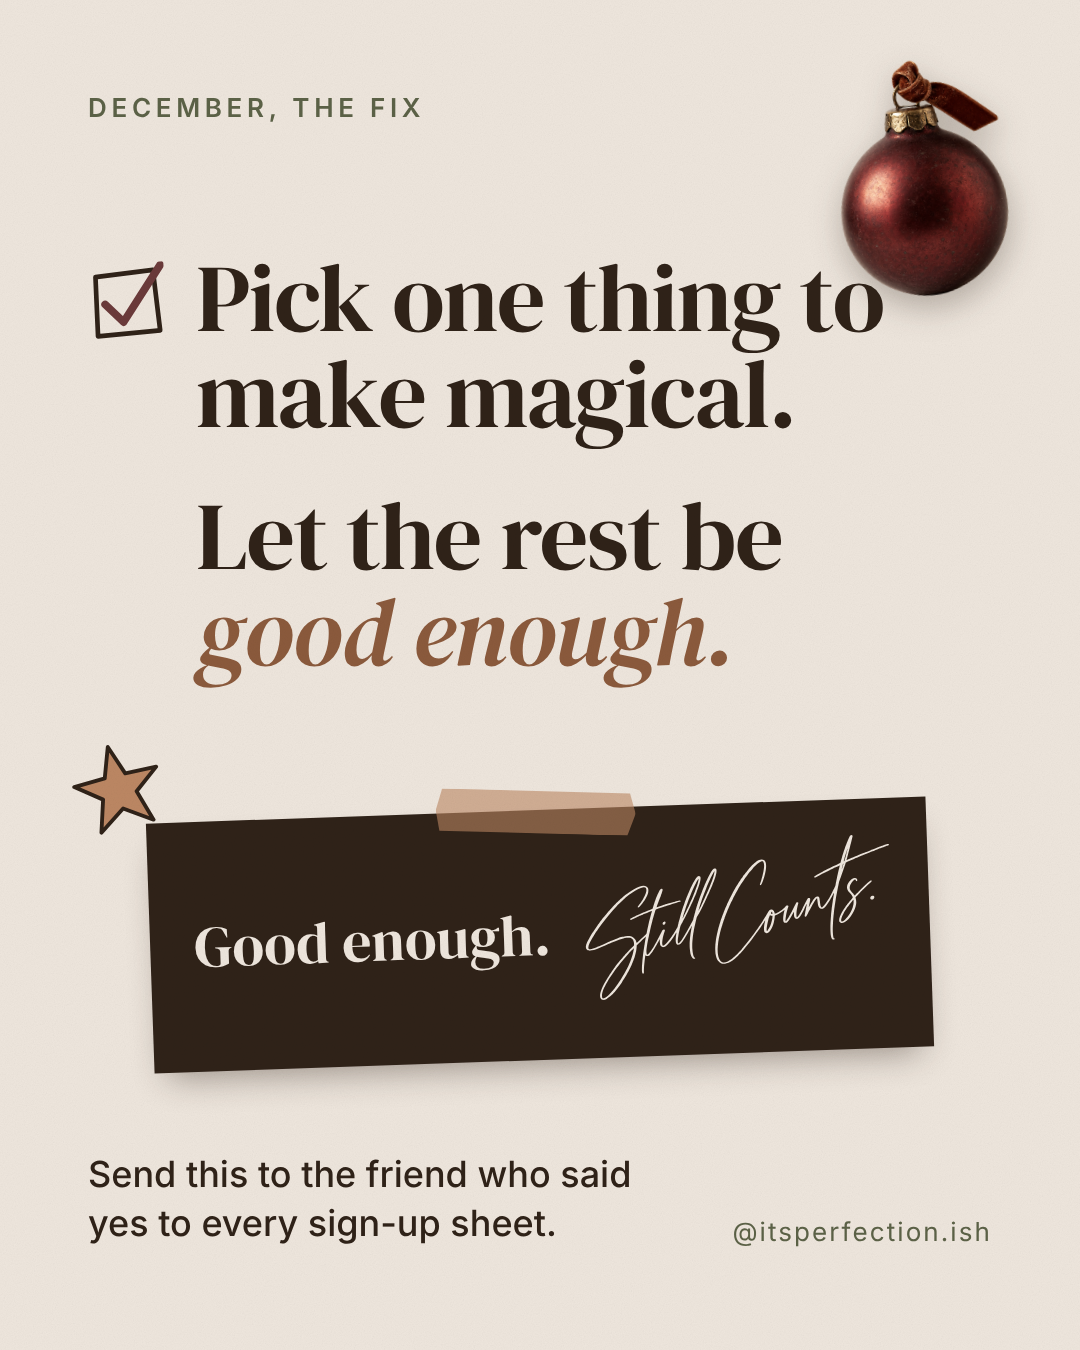 DECEMBER, THE FIX
Pick one thing to
make magical.
Let the rest be
good enough.
Good enough. Still Counts.
Send this to the friend who said
yes to every sign-up sheet.
@itsperfection.ish